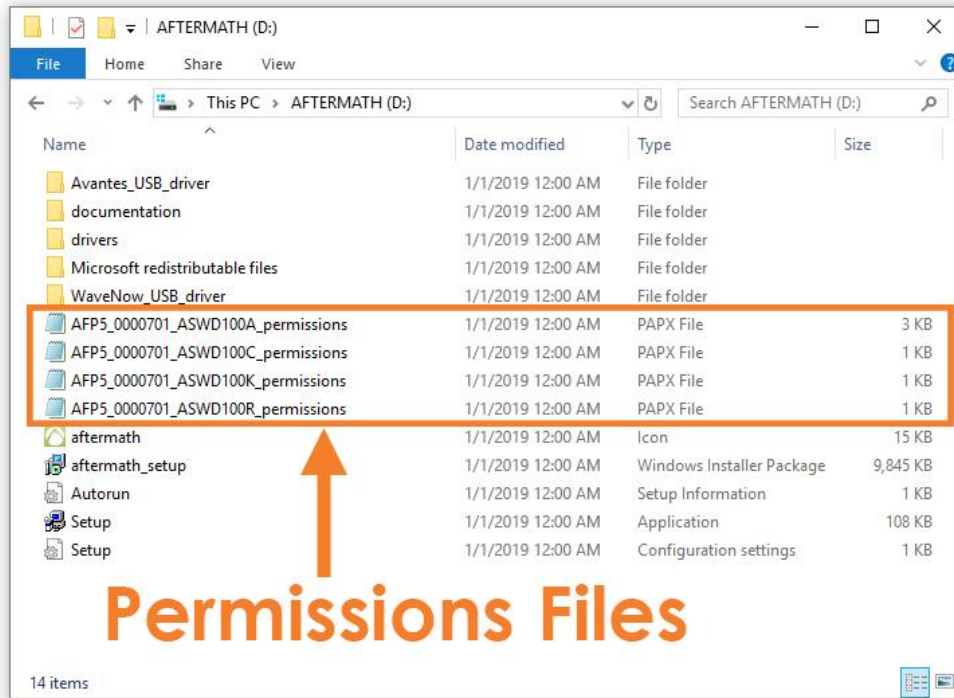 AFTERMATH (D:)
File Home Share View ?
This PC > AFTERMATH (D:) Search AFTERMATH (D:)
Name Date modified Type Size
Avantes_USB_driver 1/1/2019 12:00 AM File folder
documentation 1/1/2019 12:00 AM File folder
drivers 1/1/2019 12:00 AM File folder
Microsoft redistributable files 1/1/2019 12:00 AM File folder
WaveNow_USB_driver 1/1/2019 12:00 AM File folder
AFP5_0000701_ASWD100A_permissions 1/1/2019 12:00 AM PAPX File 3 KB
AFP5_0000701_ASWD100C_permissions 1/1/2019 12:00 AM PAPX File 1 KB
AFP5_0000701_ASWD100K_permissions 1/1/2019 12:00 AM PAPX File 1 KB
AFP5_0000701_ASWD100R_permissions 1/1/2019 12:00 AM PAPX File 1 KB
aftermath 1/1/2019 12:00 AM Icon 15 KB
aftermath_setup 1/1/2019 12:00 AM Windows Installer Package 9,845 KB
Autorun 1/1/2019 12:00 AM Setup Information 1 KB
Setup 1/1/2019 12:00 AM Application 108 KB
Setup 1/1/2019 12:00 AM Configuration settings 1 KB
Permissions Files
14 items